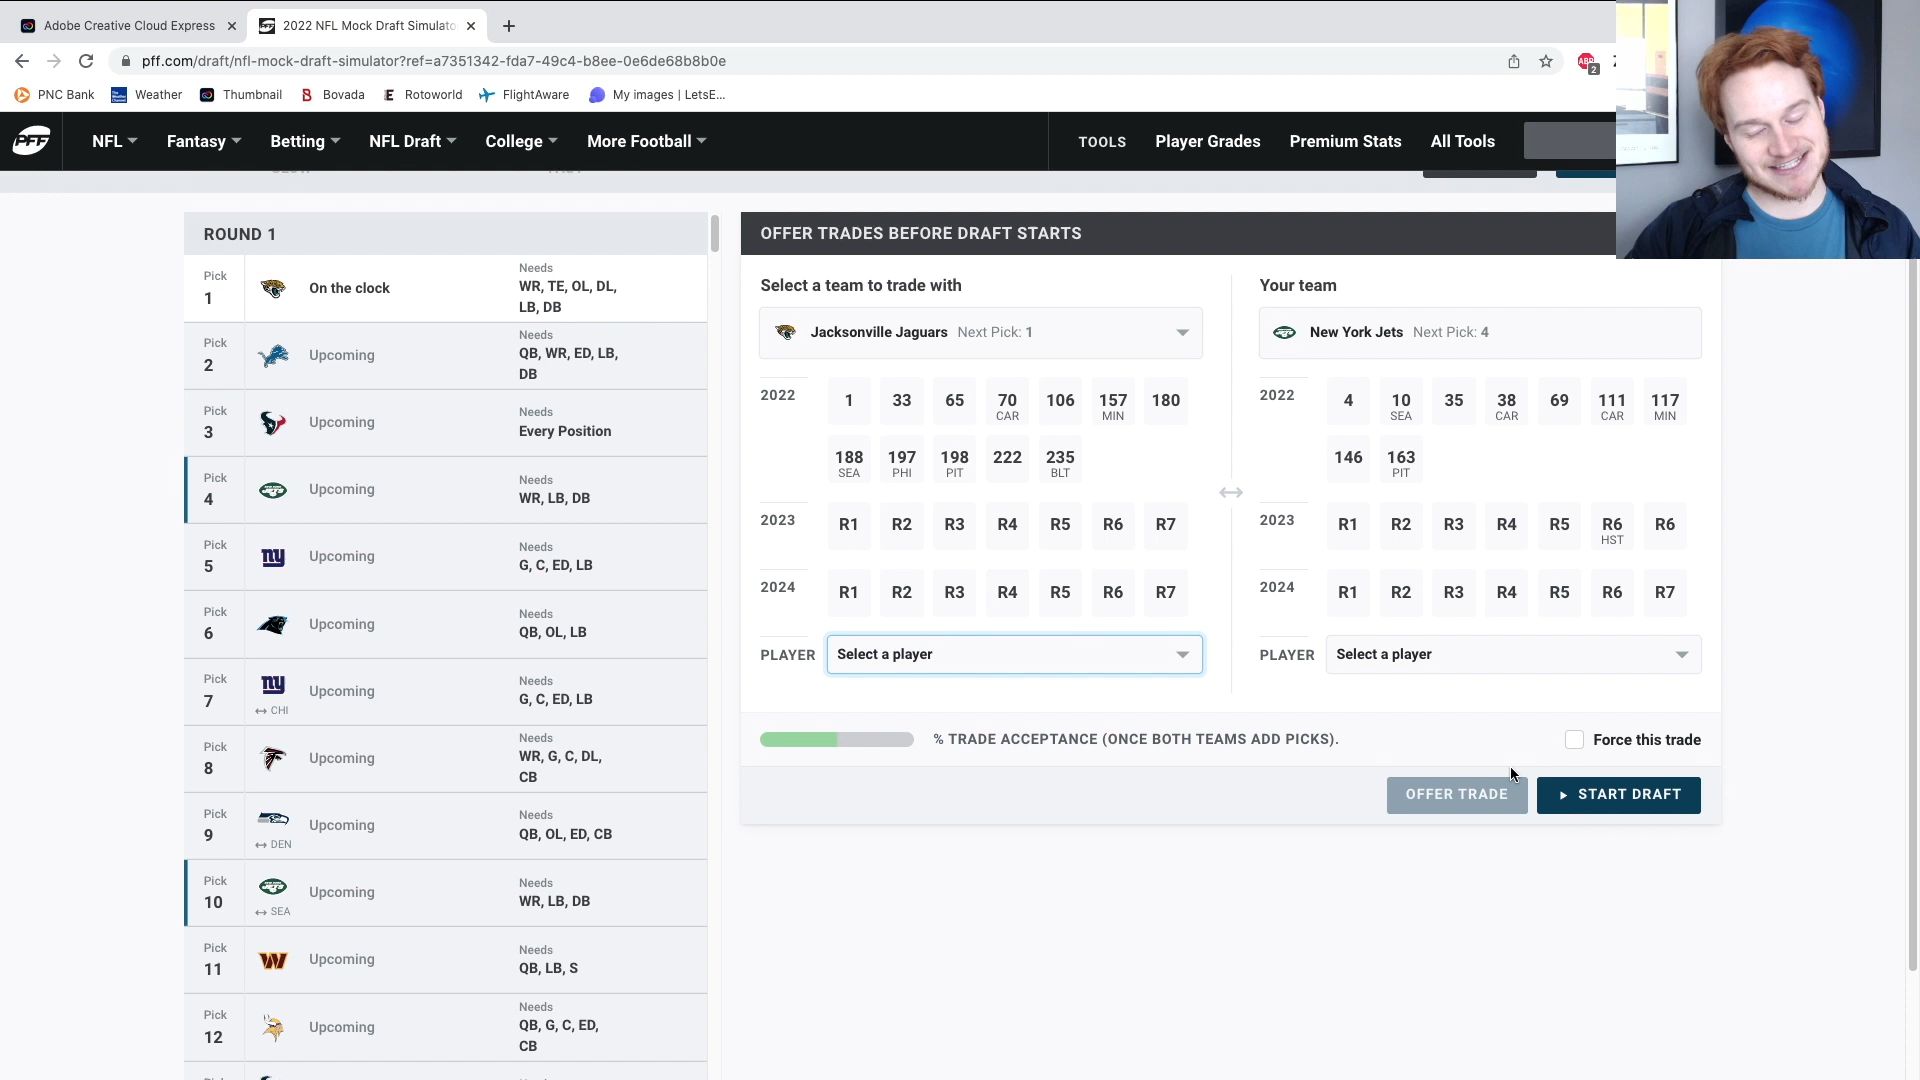 Adobe Creative Cloud Express
2022 NFL Mock Draft Simulato
pff.com/draft/nfl-mock-draft-simulator?ref=a7351342-fda7-49c4-b8ee-0e6de68b8b0e
ABP
2
PNC Bank
Weather
Thumbnail
Bovada
Rotoworld
FlightAware
My images | LetsE...
PFF
NFL
Fantasy
Betting
NFL Draft
College
More Football
TOOLS
Player Grades
Premium Stats
All Tools
ROUND 1
Pick
1
On the clock
Needs
WR, TE, OL, DL,
LB, DB
Pick
2
Upcoming
Needs
QB, WR, ED, LB,
DB
Pick
3
Upcoming
Needs
Every Position
Pick
4
Upcoming
Needs
WR, LB, DB
Pick
5
ny
Upcoming
Needs
G, C, ED, LB
Pick
6
Upcoming
Needs
QB, OL, LB
Pick
7
ny
↔ CHI
Upcoming
Needs
G, C, ED, LB
Pick
8
Upcoming
Needs
WR, G, C, DL,
CB
Pick
9
↔ DEN
Upcoming
Needs
QB, OL, ED, CB
Pick
10
↔ SEA
Upcoming
Needs
WR, LB, DB
Pick
11
W
Upcoming
Needs
QB, LB, S
Pick
12
Upcoming
Needs
QB, G, C, ED,
CB
OFFER TRADES BEFORE DRAFT STARTS
Select a team to trade with
Jacksonville Jaguars Next Pick: 1
2022
1 33 65 70 106 157 180
CAR MIN
188 197 198 222 235
SEA PHI PIT BLT
2023 R1 R2 R3 R4 R5 R6 R7
2024 R1 R2 R3 R4 R5 R6 R7
PLAYER Select a player
Your team
New York Jets Next Pick: 4
2022
4 10 35 38 69 111 117
SEA CAR CAR MIN
146 163
PIT
2023 R1 R2 R3 R4 R5 R6 R6
HST
2024 R1 R2 R3 R4 R5 R6 R7
PLAYER Select a player
% TRADE ACCEPTANCE (ONCE BOTH TEAMS ADD PICKS).
Force this trade
OFFER TRADE
START DRAFT